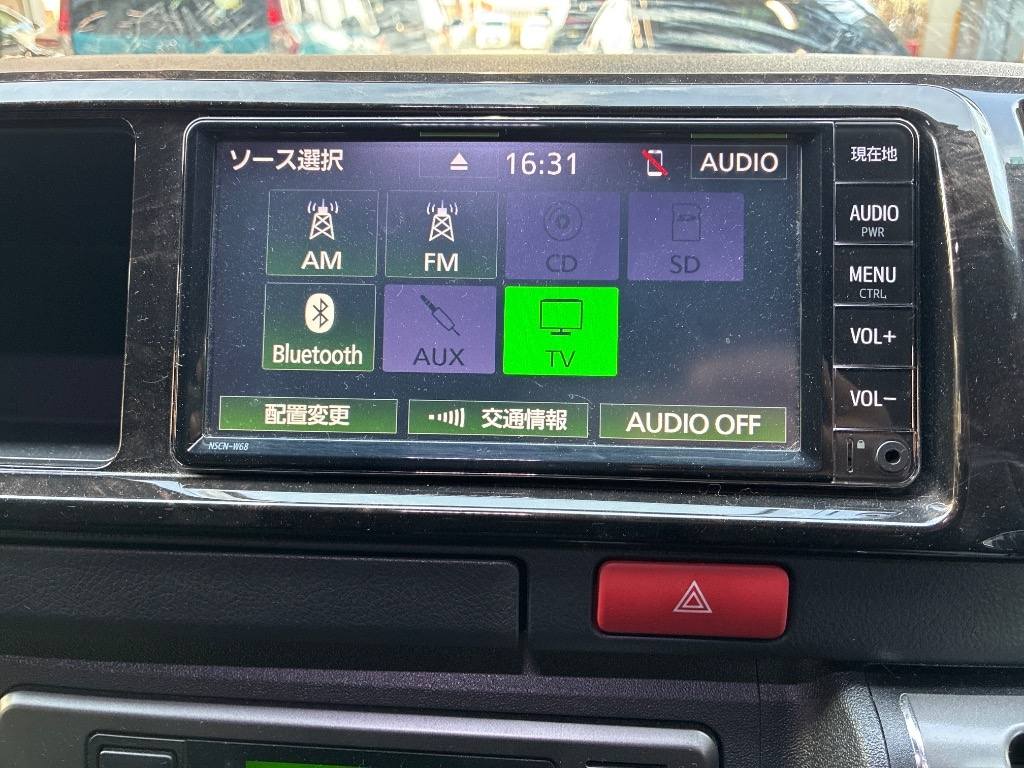 ソース選択 16:31 AUDIO
AM FM CD SD
Bluetooth AUX TV
配置変更 交通情報 AUDIO OFF
NSCN-W68
現在地
AUDIO
PWR
MENU
CTRL
VOL+
VOL−